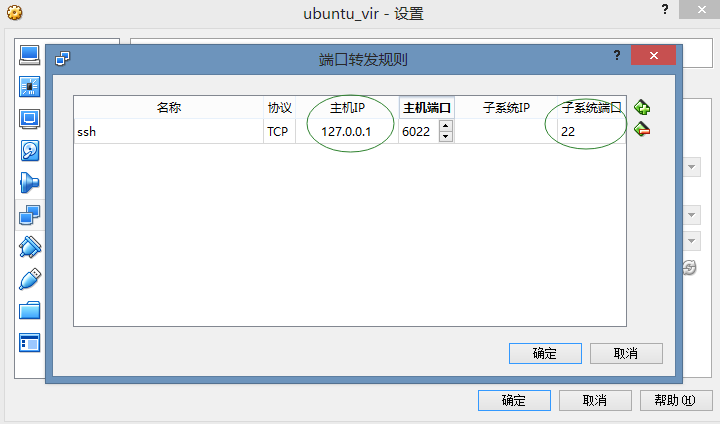 ubuntu_vir - 设置
?
×
端口转发规则
?
×
名称 协议 主机IP 主机端口 子系统IP 子系统端口
ssh TCP 127.0.0.1 6022 22
确定 取消
确定 取消 帮助(H)